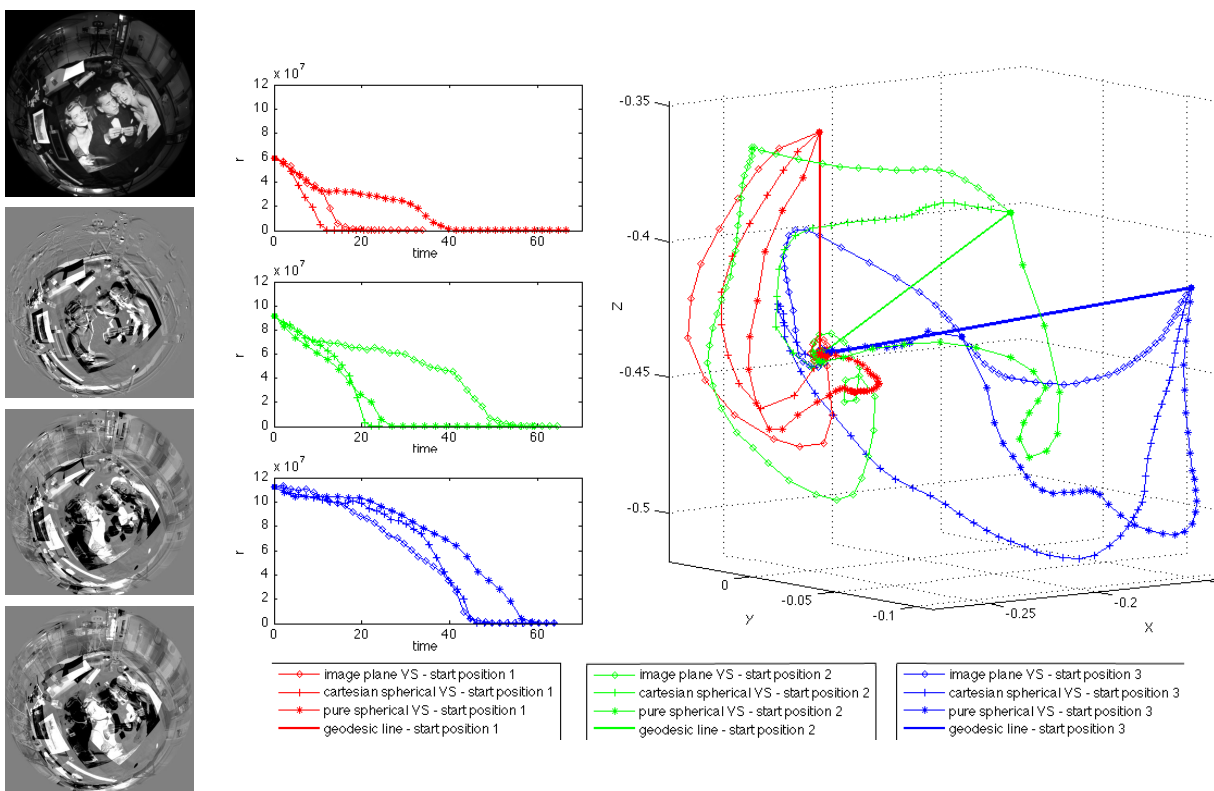 x 10^7
12
10
8
6
4
2
0
r
0 20 40 60
time
x 10^7
12
10
8
6
4
2
0
r
0 20 40 60
time
x 10^7
12
10
8
6
4
2
0
r
0 20 40 60
time
-0.35
-0.4
-0.45
-0.5
Z
0
-0.05
-0.1
Y
-0.25
-0.2
X
image plane VS - start position 1
cartesian spherical VS - start position 1
pure spherical VS - start position 1
geodesic line - start position 1
image plane VS - start position 2
cartesian spherical VS - start position 2
pure spherical VS - start position 2
geodesic line - start position 2
image plane VS - start position 3
cartesian spherical VS - start position 3
pure spherical VS - start position 3
geodesic line - start position 3